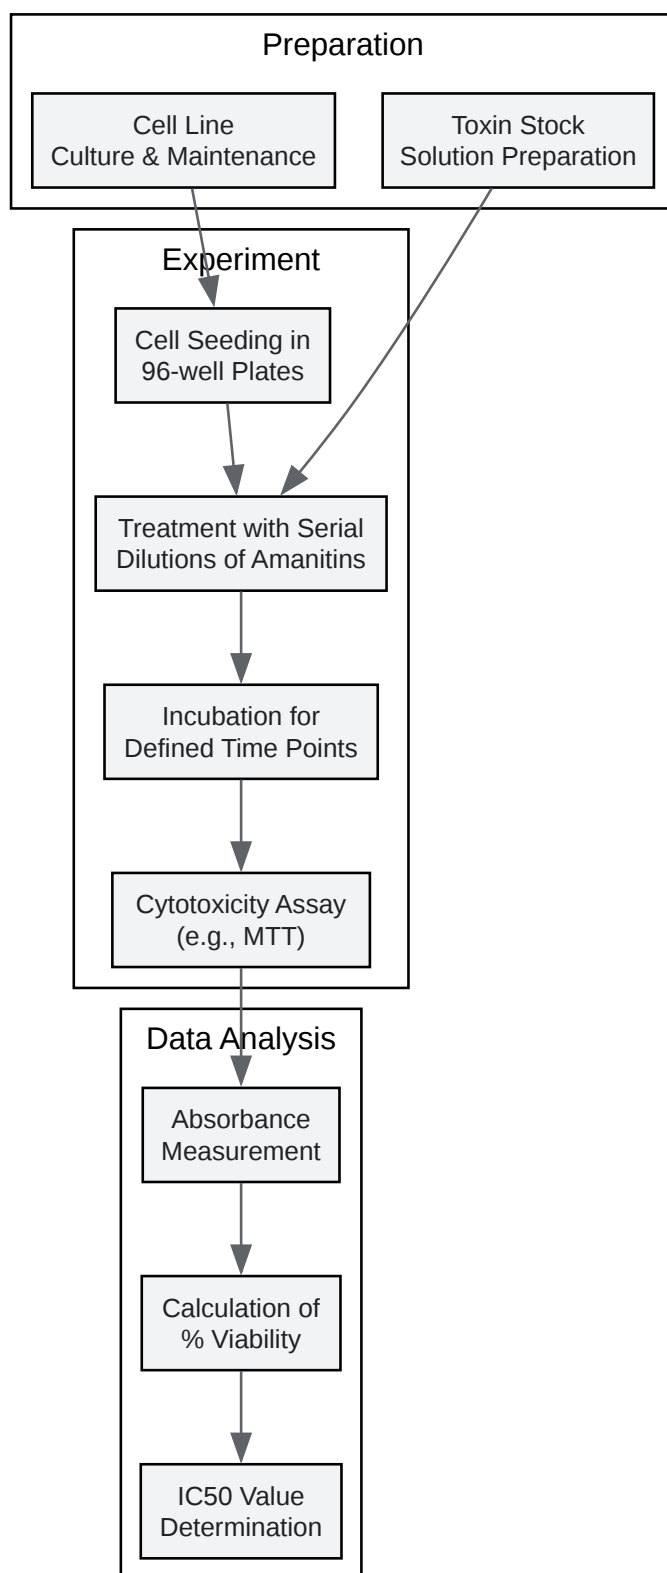 Preparation
Cell Line
Culture & Maintenance
Toxin Stock
Solution Preparation
Experiment
Cell Seeding in
96-well Plates
Treatment with Serial
Dilutions of Amanitins
Incubation for
Defined Time Points
Cytotoxicity Assay
(e.g., MTT)
Data Analysis
Absorbance
Measurement
Calculation of
% Viability
IC50 Value
Determination